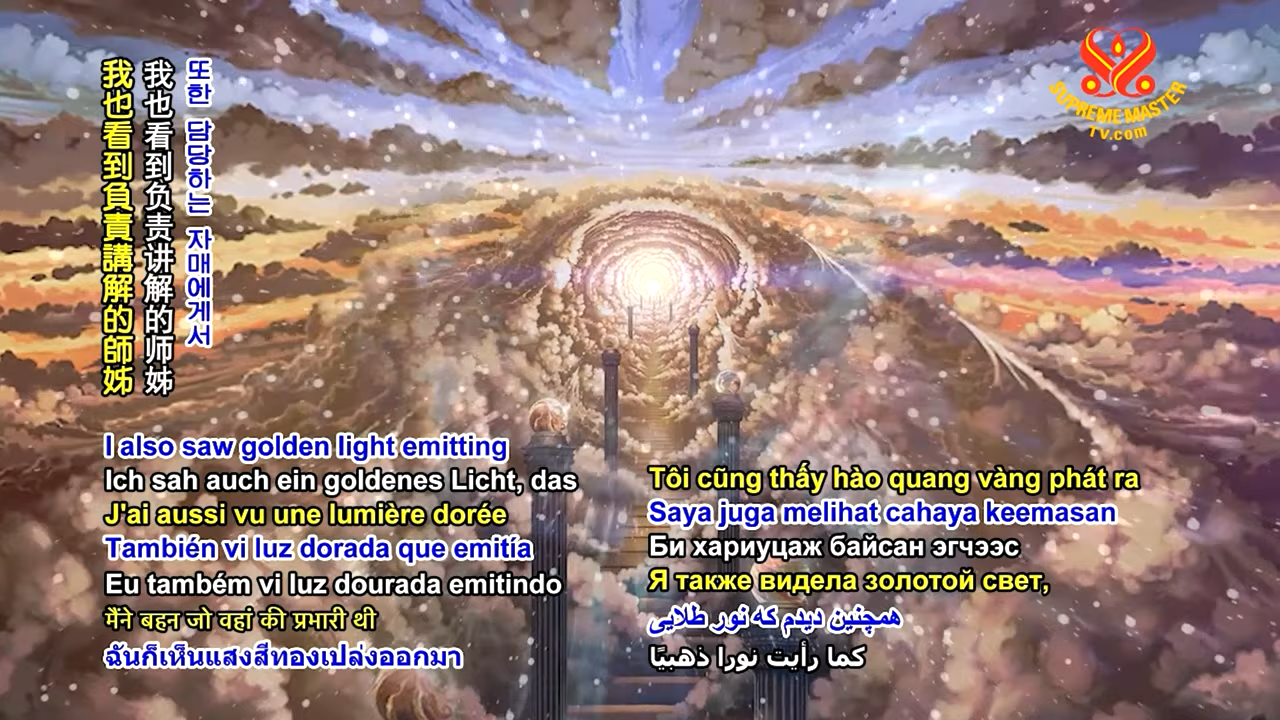 我也看到負責講解的師姊
我也看到负责讲解的师姊
또한 담당하는 자매에게서
SUPREME MASTER
TV.com
I also saw golden light emitting
Ich sah auch ein goldenes Licht, das
J'ai aussi vu une lumière dorée
También vi luz dorada que emitía
Eu também vi luz dourada emitindo
मैंने बहन जो वहां की प्रभारी थी
ฉันก็เห็นแสงสีทองเปล่งออกมา
Tôi cũng thấy hào quang vàng phát ra
Saya juga melihat cahaya keemasan
Би хариуцаж байсан эгчээс
Я также видела золотой свет,
همچنین دیدم که نور طلایی
كما رأيت نورا ذهبيًا